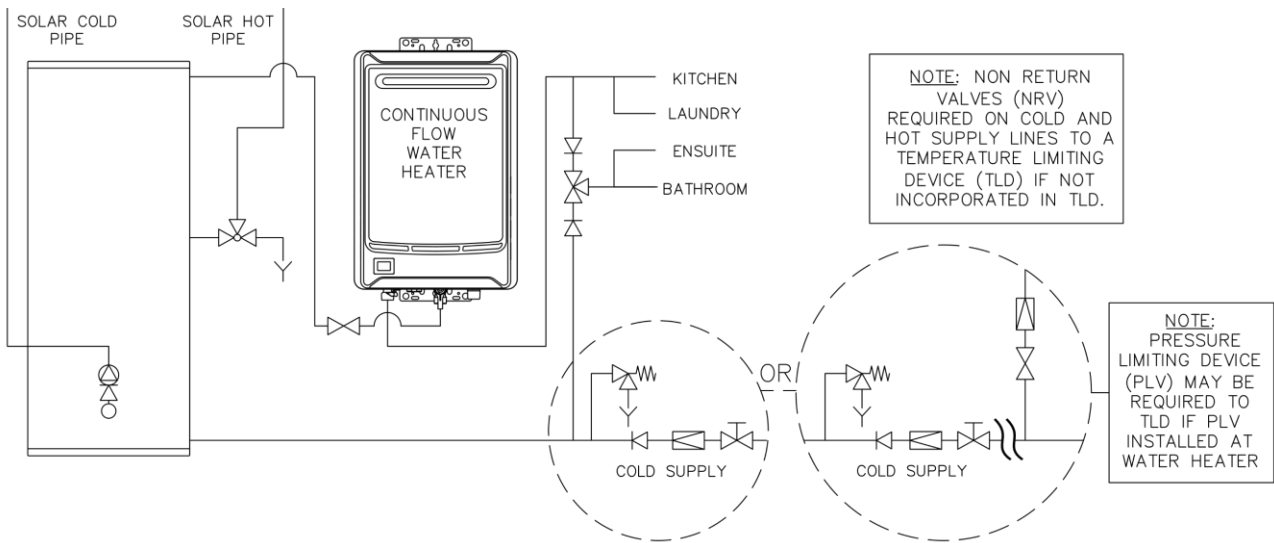 SOLAR COLD
PIPE
SOLAR HOT
PIPE
CONTINUOUS
FLOW
WATER
HEATER
KITCHEN
LAUNDRY
ENSUITE
BATHROOM
NOTE: NON RETURN
VALVES (NRV)
REQUIRED ON COLD AND
HOT SUPPLY LINES TO A
TEMPERATURE LIMITING
DEVICE (TLD) IF NOT
INCORPORATED IN TLD.
COLD SUPPLY
OR
COLD SUPPLY
NOTE:
PRESSURE
LIMITING DEVICE
(PLV) MAY BE
REQUIRED TO
TLD IF PLV
INSTALLED AT
WATER HEATER